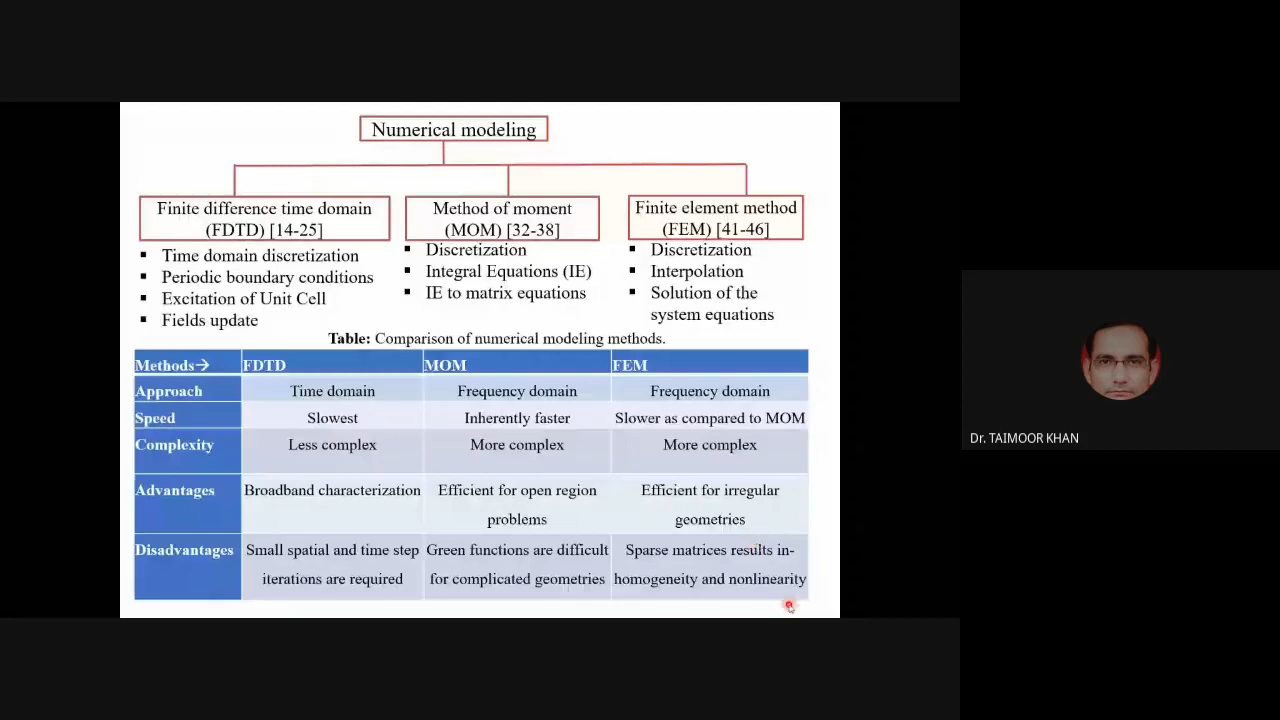 Numerical modeling
Finite difference time domain
(FDTD) [14-25]
Method of moment
(MOM) [32-38]
Finite element method
(FEM) [41-46]
▪ Time domain discretization
▪ Periodic boundary conditions
▪ Excitation of Unit Cell
▪ Fields update
▪ Discretization
▪ Integral Equations (IE)
▪ IE to matrix equations
▪ Discretization
▪ Interpolation
▪ Solution of the
system equations
Table: Comparison of numerical modeling methods.
Methods→ FDTD MOM FEM
Approach Time domain Frequency domain Frequency domain
Speed Slowest Inherently faster Slower as compared to MOM
Complexity Less complex More complex More complex
Advantages Broadband characterization Efficient for open region Efficient for irregular
problems geometries
Disadvantages Small spatial and time step Green functions are difficult Sparse matrices results in-
iterations are required for complicated geometries homogeneity and nonlinearity
Dr. TAIMOOR KHAN